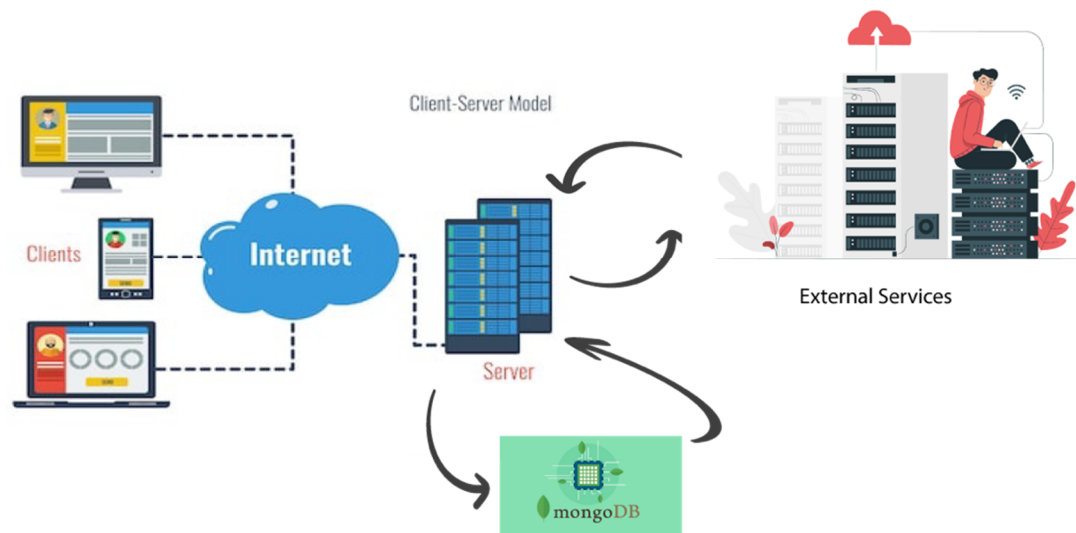 Client-Server Model
Clients
Internet
Server
External Services
mongoDB